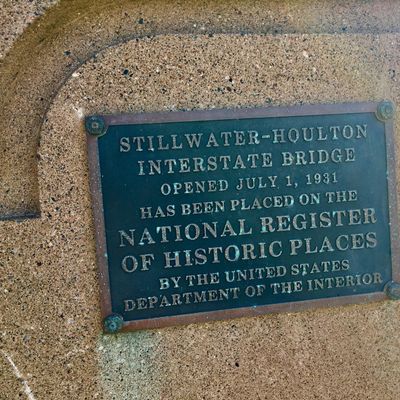 STILLWATER-HOULTON
INTERSTATE BRIDGE
OPENED JULY 1, 1931
HAS BEEN PLACED ON THE
NATIONAL REGISTER
OF HISTORIC PLACES
BY THE UNITED STATES
DEPARTMENT OF THE INTERIOR